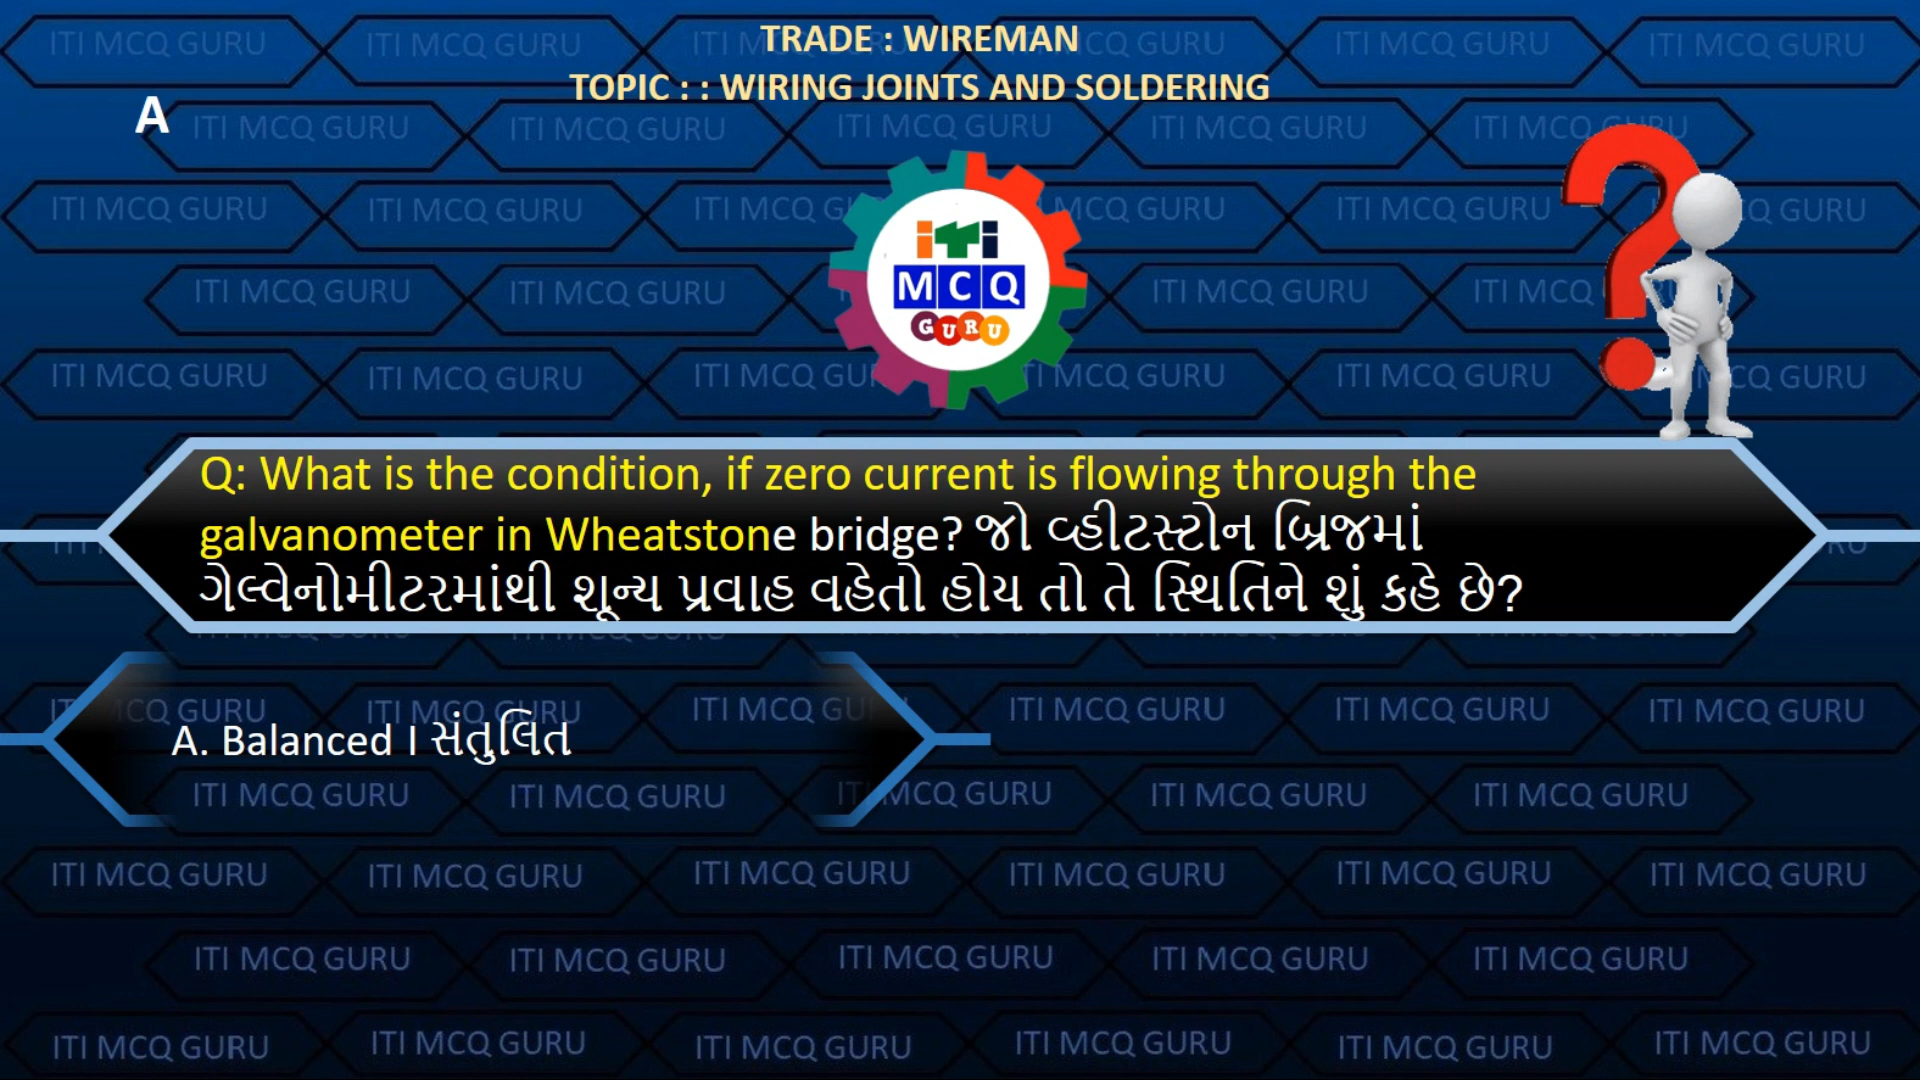 TRADE : WIREMAN
TOPIC : : WIRING JOINTS AND SOLDERING
A
iTi
MCQ
GURU
Q: What is the condition, if zero current is flowing through the
galvanometer in Wheatstone bridge? જો વ્હીટસ્ટોન બ્રિજમાં
ગેલ્વેનોમીટરમાંથી શૂન્ય પ્રવાહ વહેતો હોય તો તે સ્થિતિને શું કહે છે?
A. Balanced I સંતુલિત
ITI MCQ GURU